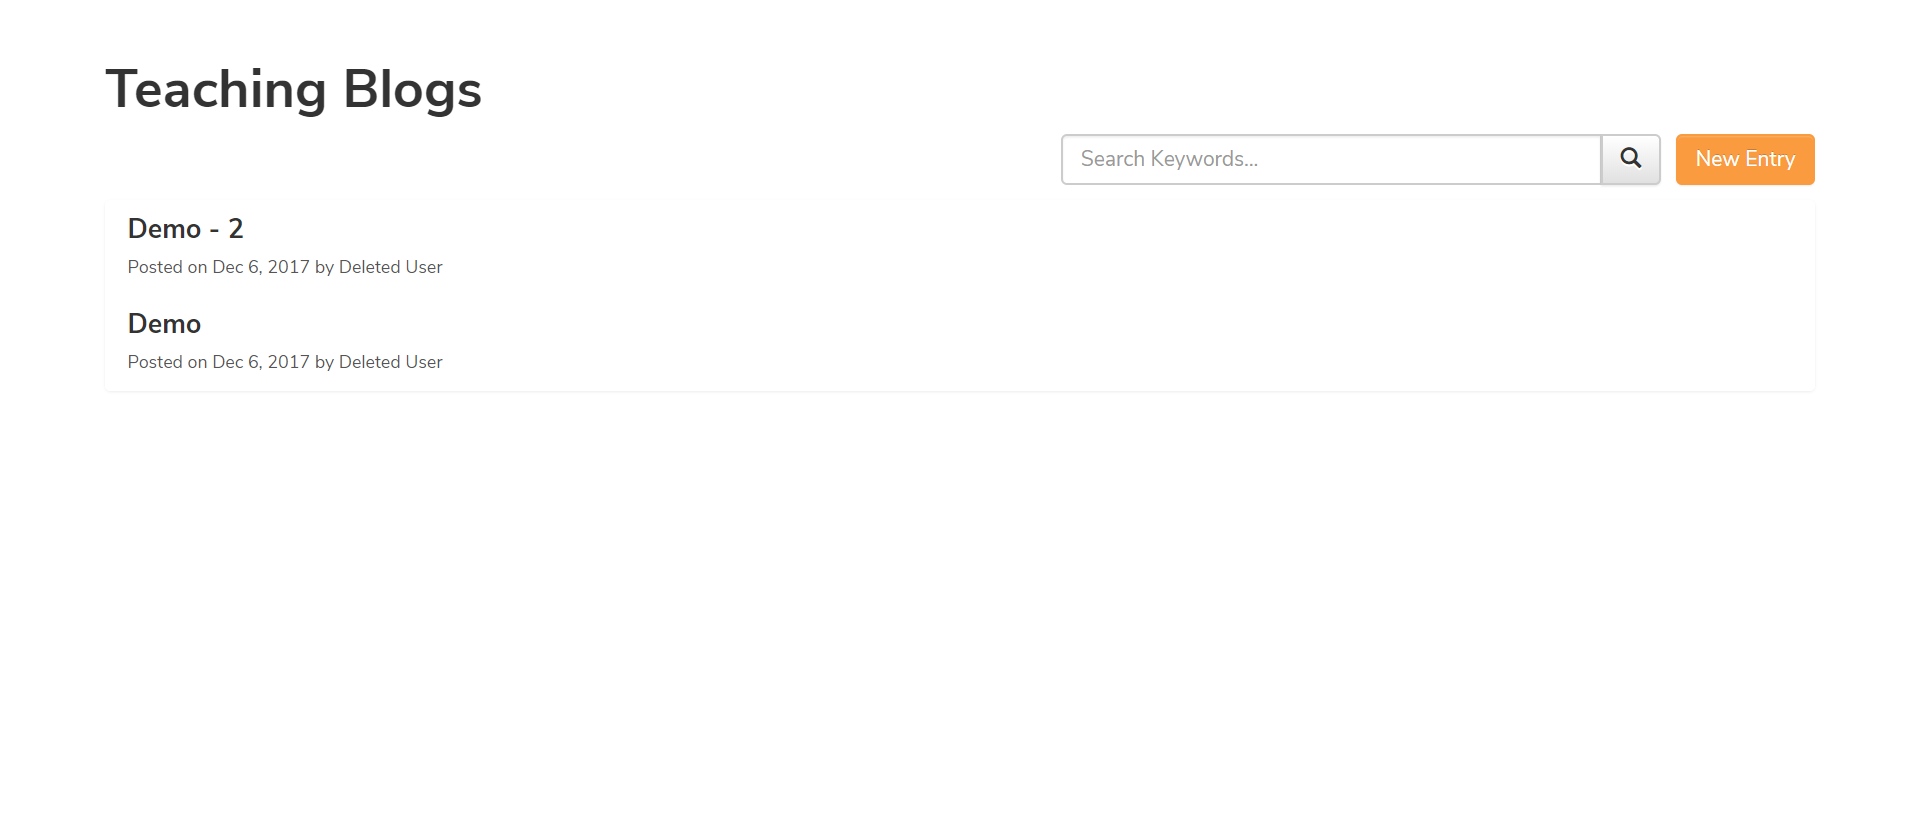 Teaching Blogs
Search Keywords...
New Entry
Demo - 2
Posted on Dec 6, 2017 by Deleted User
Demo
Posted on Dec 6, 2017 by Deleted User